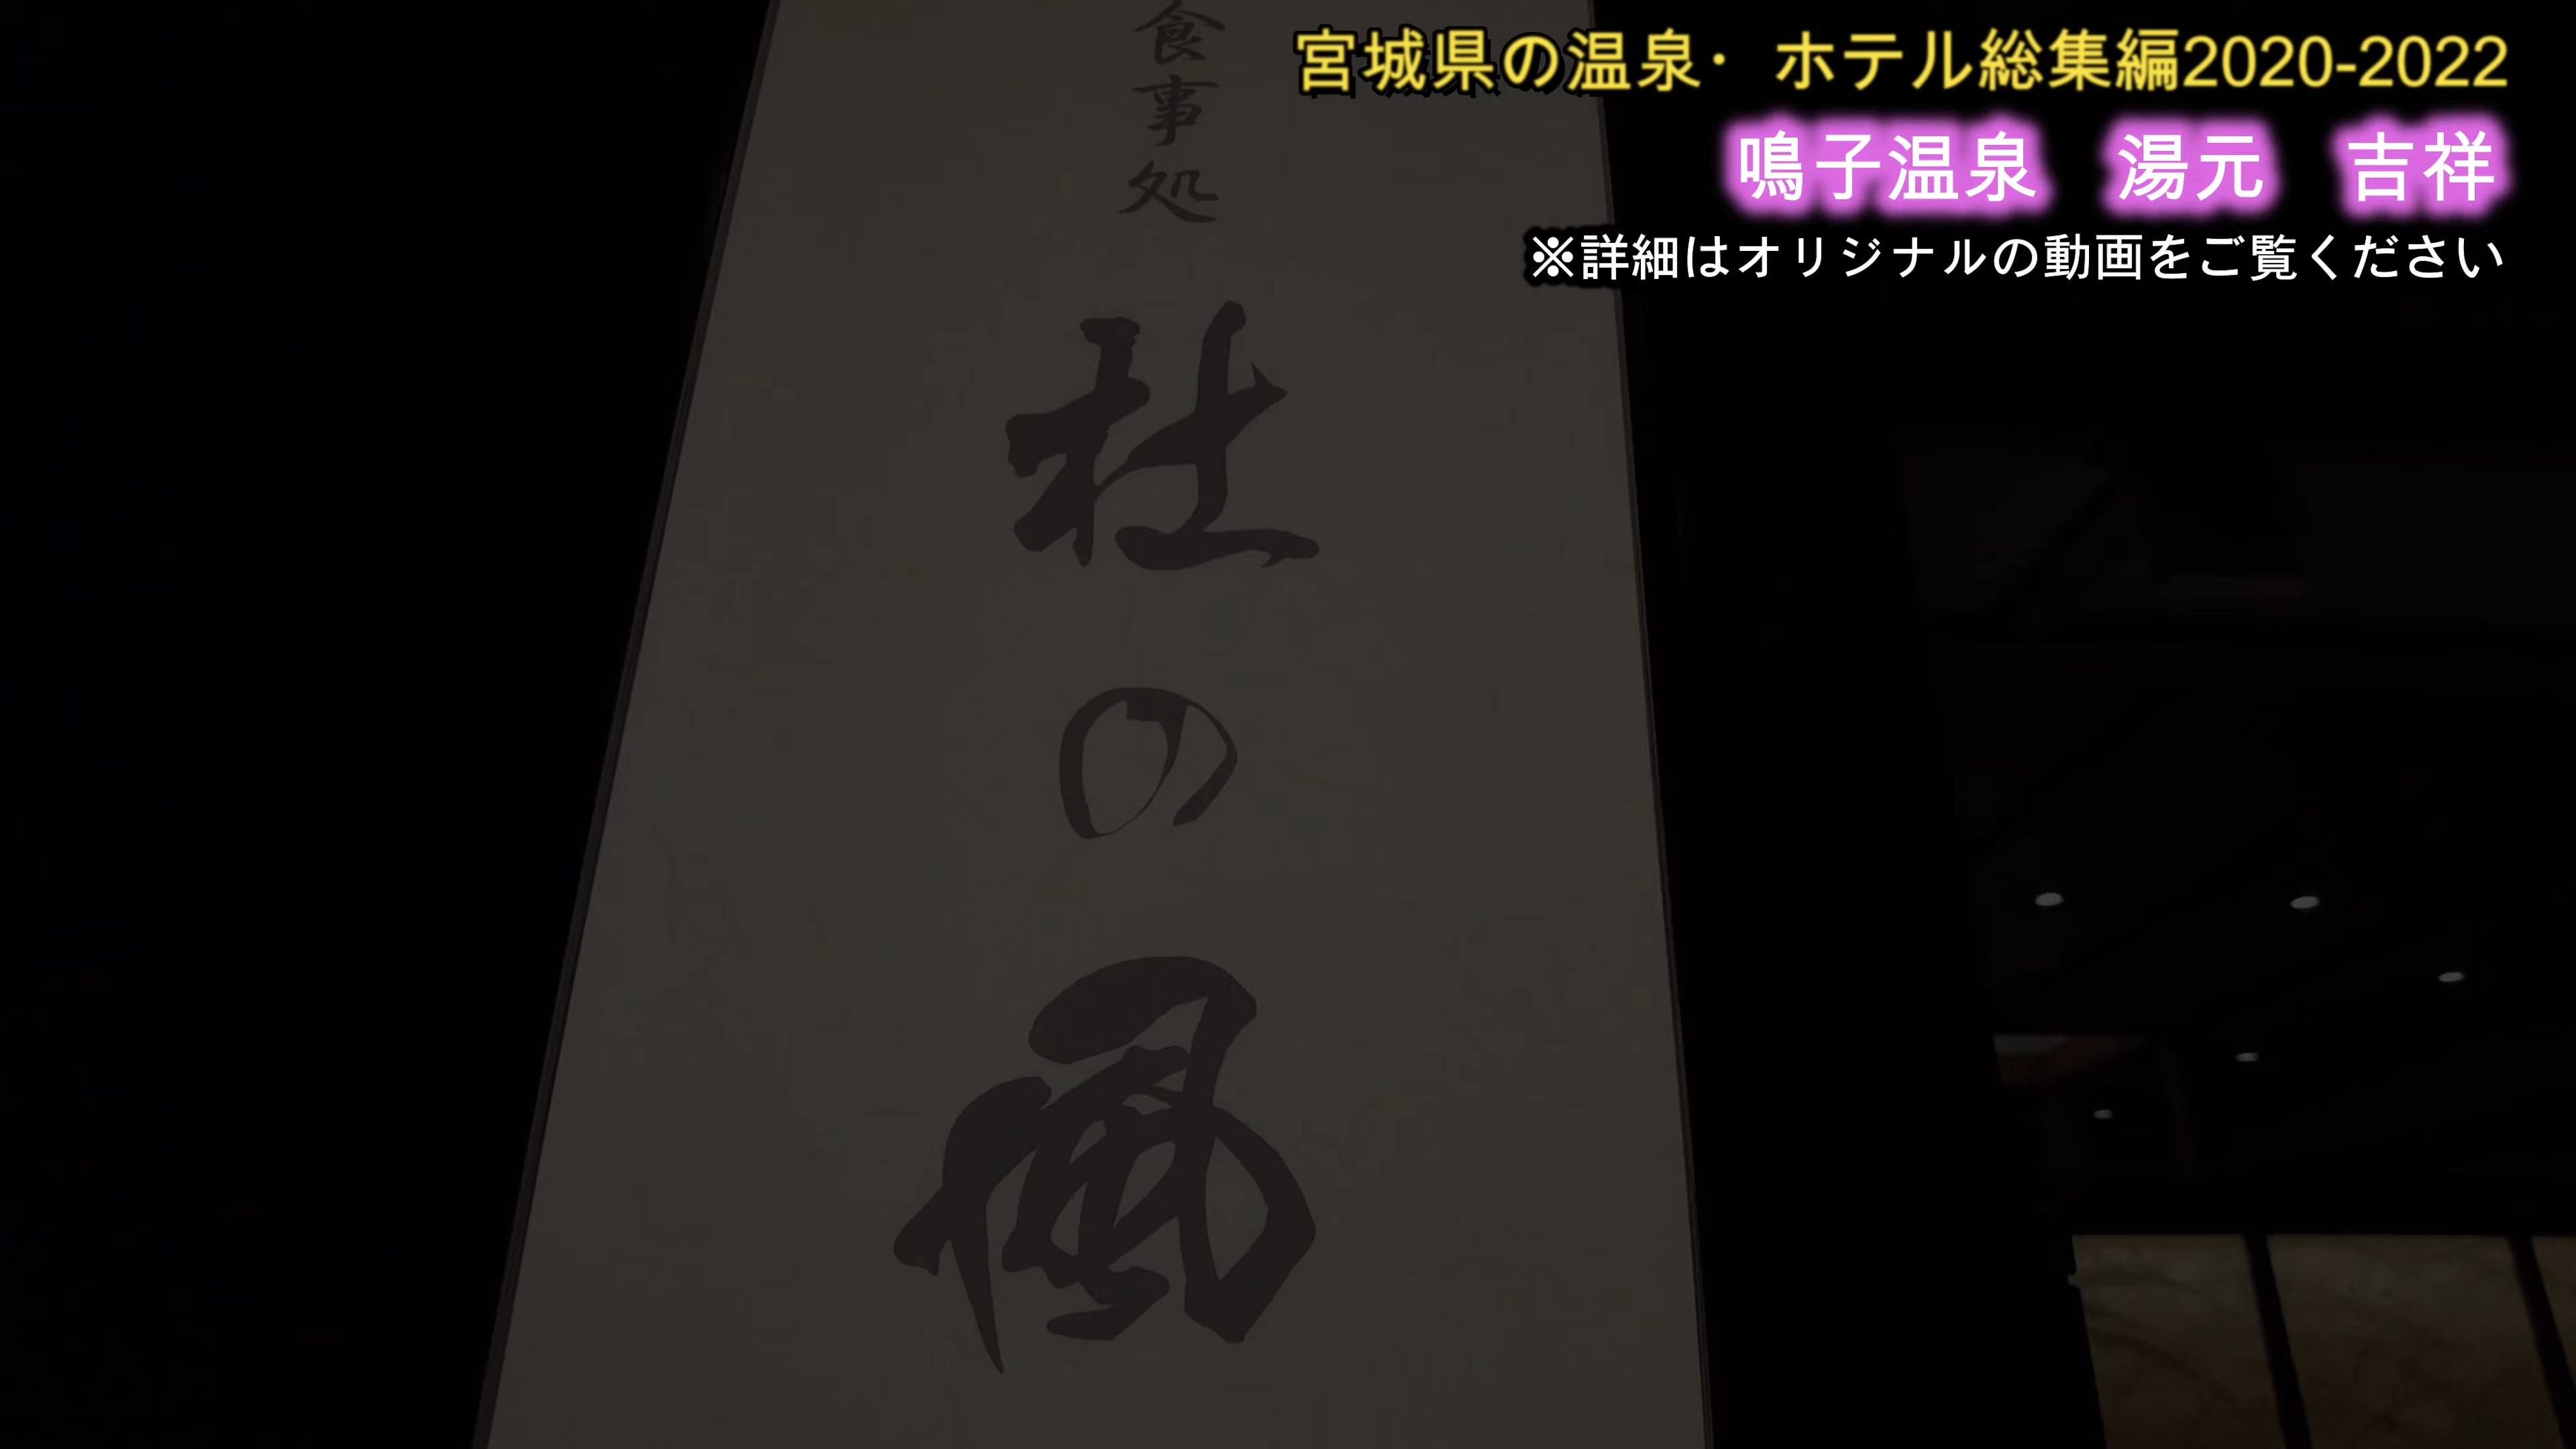 宮城県の温泉・ホテル総集編2020-2022
鳴子温泉　湯元　吉祥
※詳細はオリジナルの動画をご覧ください
食事処
杜の風